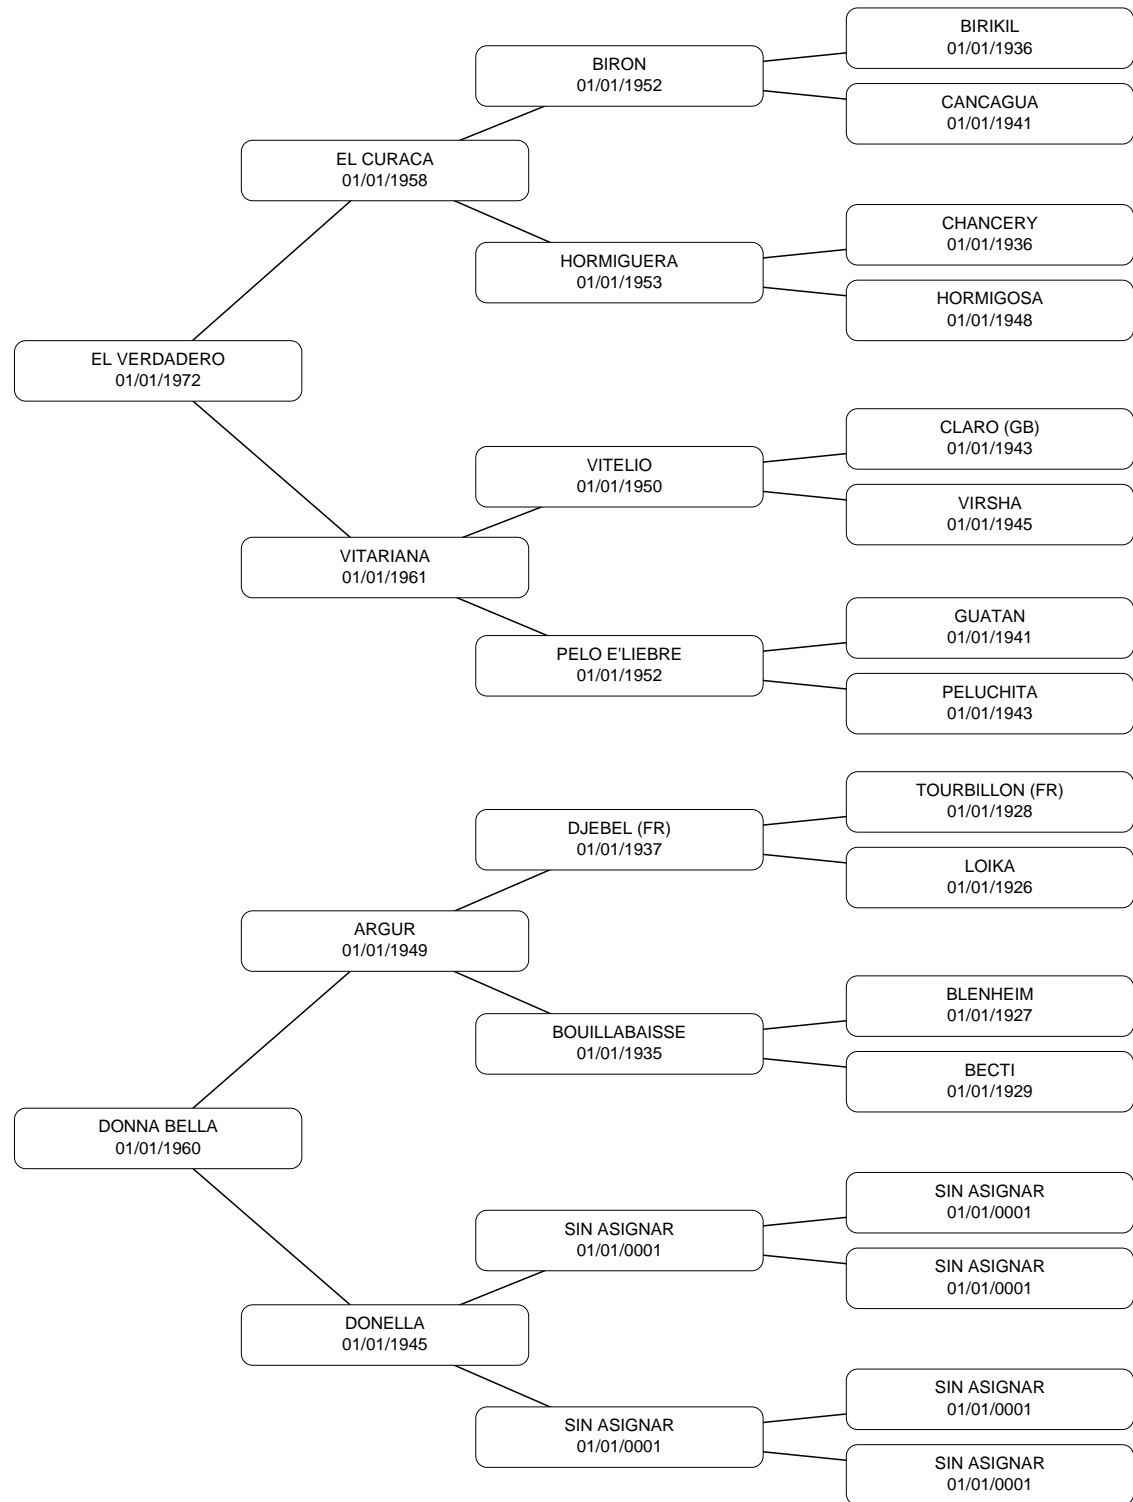 BIRIKIL
01/01/1936
BIRON
01/01/1952
CANCAGUA
01/01/1941
EL CURACA
01/01/1958
CHANCERY
01/01/1936
HORMIGUERA
01/01/1953
HORMIGOSA
01/01/1948
EL VERDADERO
01/01/1972
CLARO (GB)
01/01/1943
VITELIO
01/01/1950
VIRSHA
01/01/1945
VITARIANA
01/01/1961
GUATAN
01/01/1941
PELO E'LIEBRE
01/01/1952
PELUCHITA
01/01/1943
TOURBILLON (FR)
01/01/1928
DJEBEL (FR)
01/01/1937
LOIKA
01/01/1926
ARGUR
01/01/1949
BLENHEIM
01/01/1927
BOUILLABAISSE
01/01/1935
BECTI
01/01/1929
DONNA BELLA
01/01/1960
SIN ASIGNAR
01/01/0001
SIN ASIGNAR
01/01/0001
SIN ASIGNAR
01/01/0001
DONELLA
01/01/1945
SIN ASIGNAR
01/01/0001
SIN ASIGNAR
01/01/0001
SIN ASIGNAR
01/01/0001